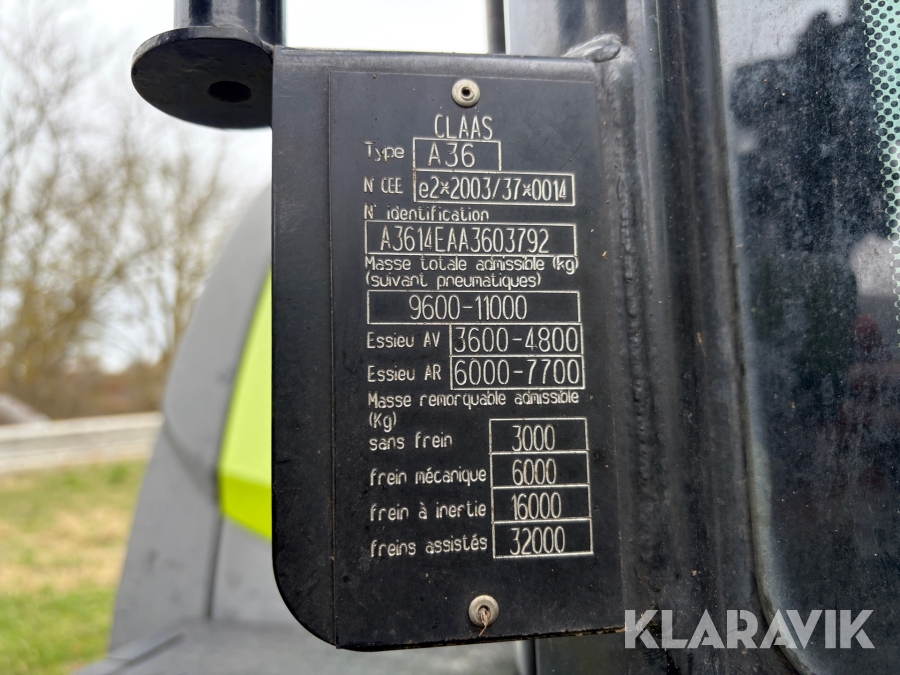 CLAAS
Type A36
N° CEE e2*2003/37*0014
N° identification
A3614EAA3603792
Masse totale admissible (kg)
(suivant pneumatiques)
9600-11000
Essieu AV 3600-4800
Essieu AR 6000-7700
Masse remorquable admissible
(Kg)
sans frein 3000
frein mécanique 6000
frein à inertie 16000
freins assistés 32000
KLARAVIK